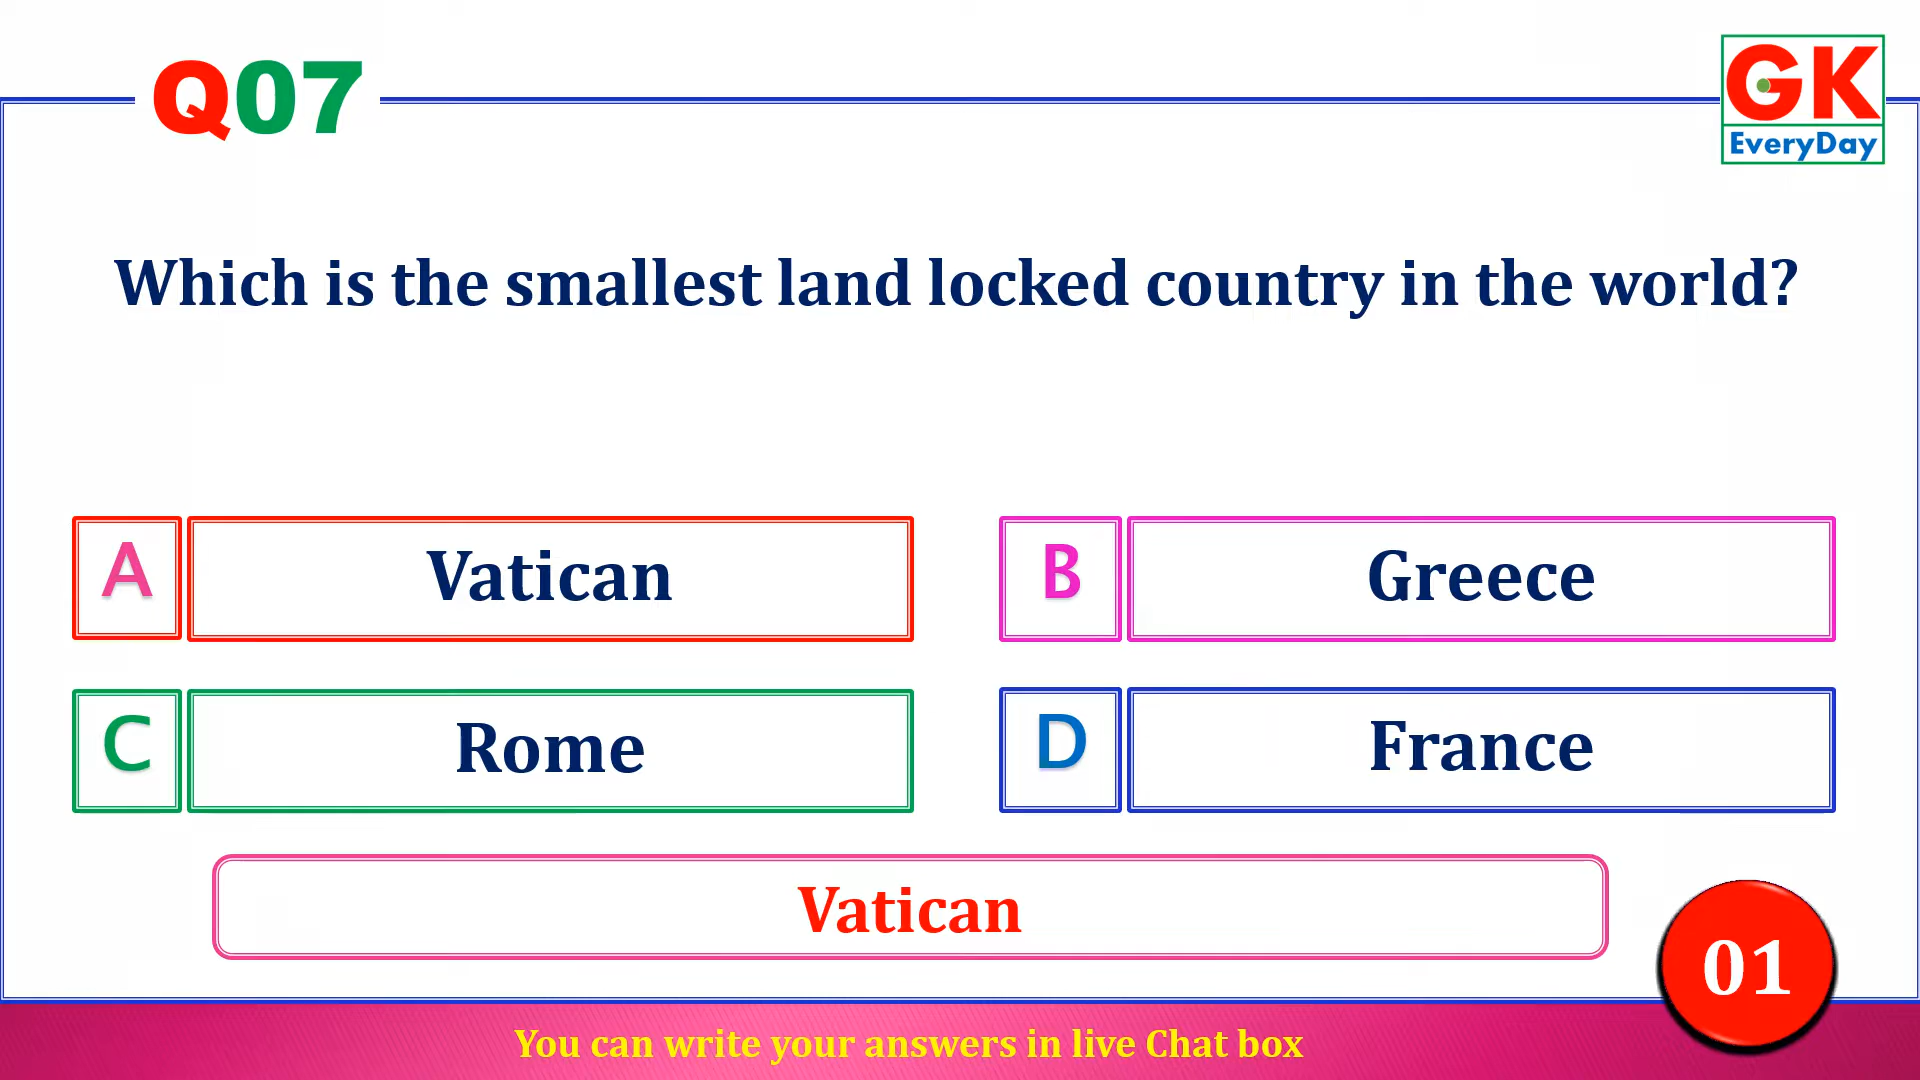 Q07
GK
EveryDay
Which is the smallest land locked country in the world?
A
Vatican
B
Greece
C
Rome
D
France
Vatican
01
You can write your answers in live Chat box